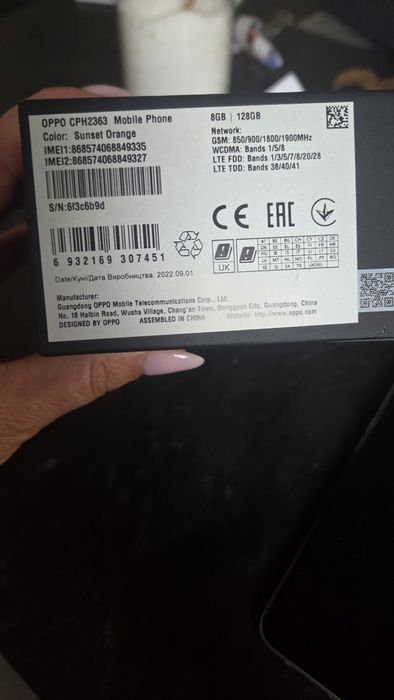 OPPO CPH2363 Mobile Phone
8GB | 128GB
Color: Sunset Orange
IMEI1:868574068849335
IMEI2:868574068849327
Network:
GSM: 850/900/1800/1900MHz
WCDMA: Bands 1/5/8
LTE FDD: Bands 1/3/5/7/8/20/28
LTE TDD: Bands 38/40/41
S/N:6f3c6b9d
CE EAC
6 932169 307451
UK
Date/Күні/Дата Виробництва: 2022.09.01
Manufacturer:
Guangdong OPPO Mobile Telecommunications Corp., Ltd.
No. 18 Haibin Road, Wusha Village, Chang'an Town, Dongguan City, Guangdong, China
DESIGNED BY OPPO ASSEMBLED IN CHINA Website: http://www.oppo.com